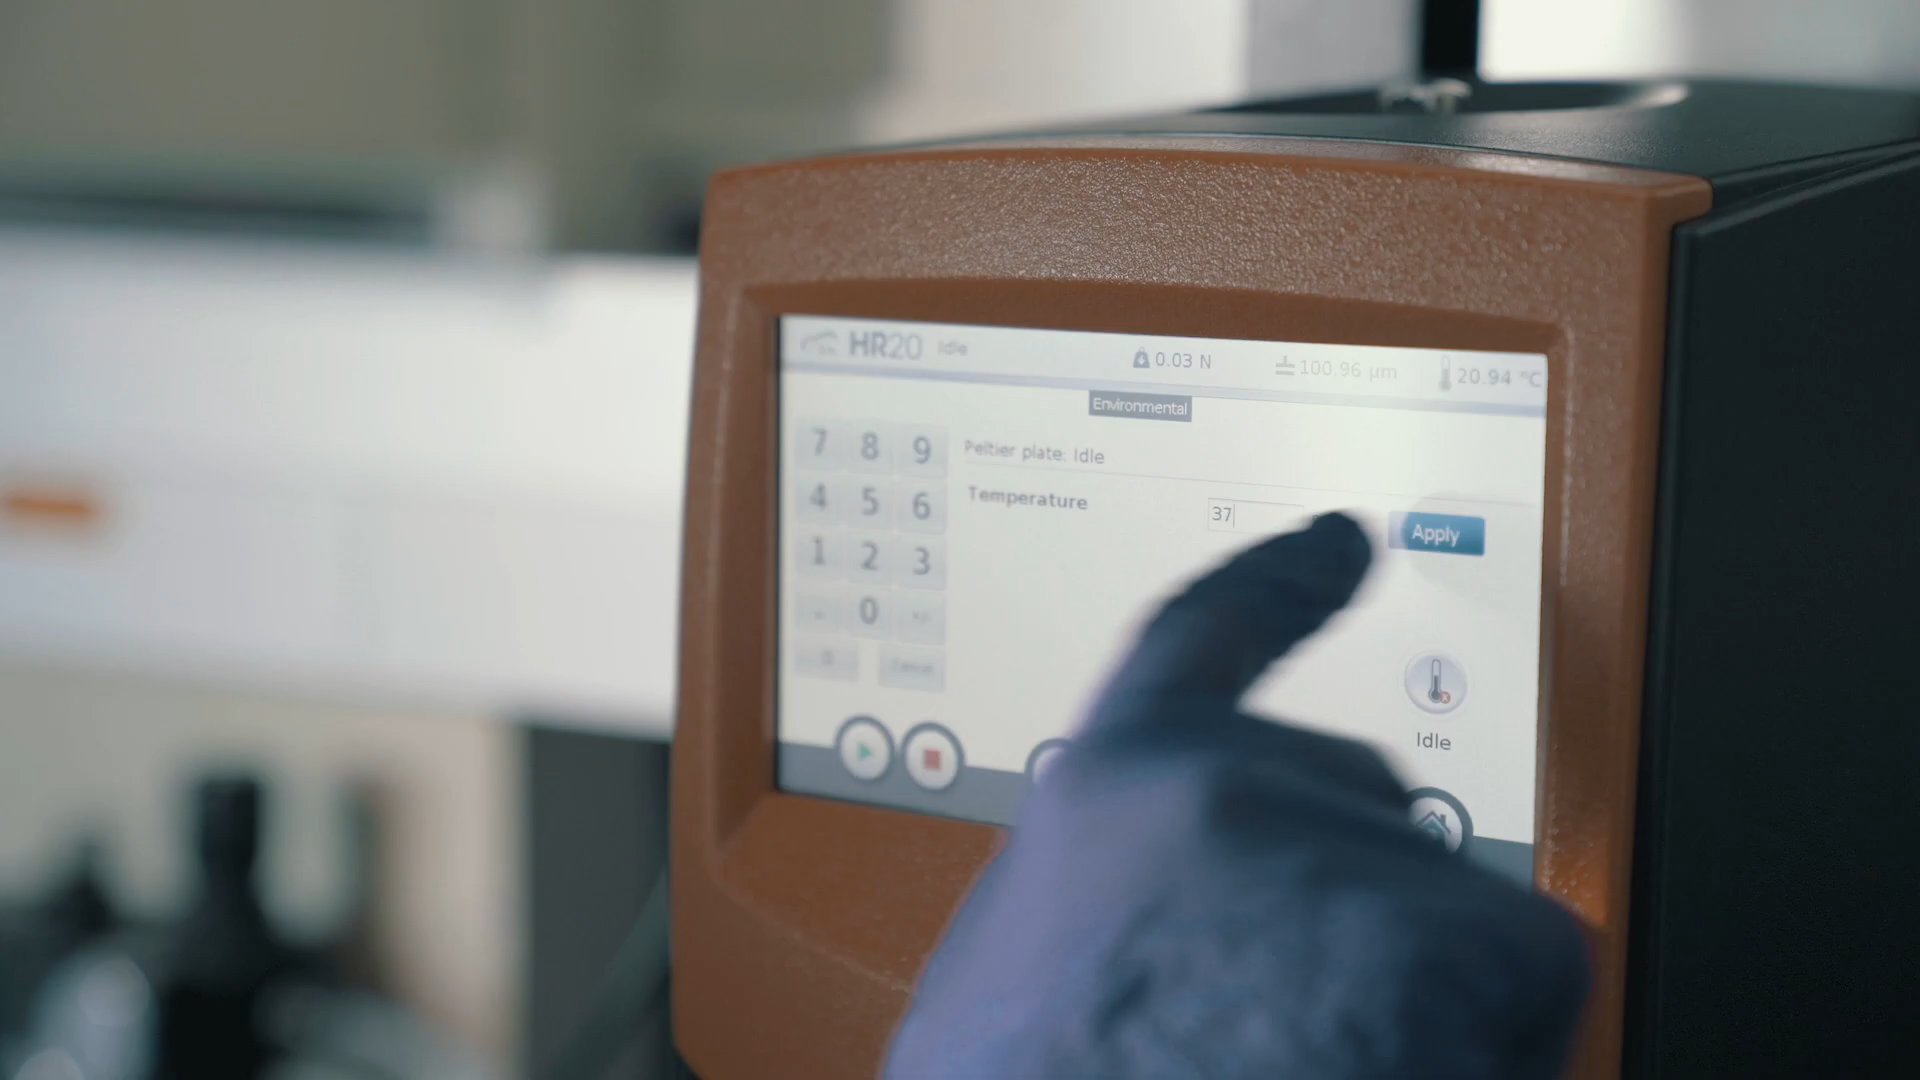 HR20 Idle 0.03 N 100.96 µm 20.94 °C
Environmental
7 8 9
Peltier plate: Idle
4 5 6
Temperature 37 Apply
1 2 3
. 0 +/-
Cancel
Idle